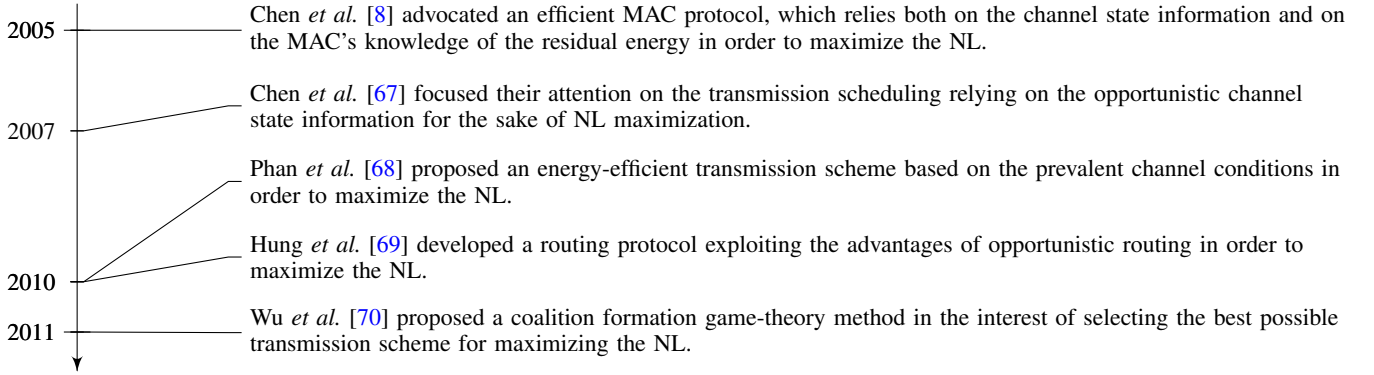 2005
Chen et al. [8] advocated an efficient MAC protocol, which relies both on the channel state information and on
the MAC's knowledge of the residual energy in order to maximize the NL.
Chen et al. [67] focused their attention on the transmission scheduling relying on the opportunistic channel
state information for the sake of NL maximization.
2007
Phan et al. [68] proposed an energy-efficient transmission scheme based on the prevalent channel conditions in
order to maximize the NL.
Hung et al. [69] developed a routing protocol exploiting the advantages of opportunistic routing in order to
maximize the NL.
2010
Wu et al. [70] proposed a coalition formation game-theory method in the interest of selecting the best possible
transmission scheme for maximizing the NL.
2011